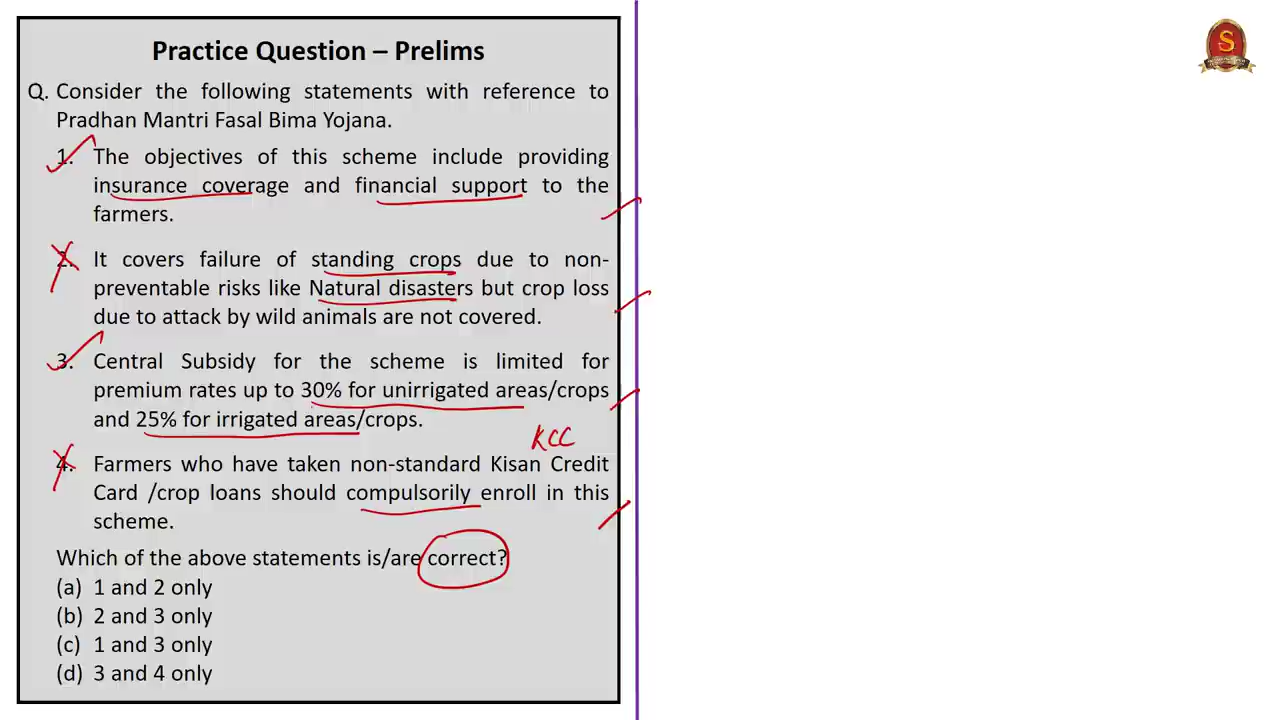 Practice Question – Prelims
Q. Consider the following statements with reference to
Pradhan Mantri Fasal Bima Yojana.
1. The objectives of this scheme include providing
insurance coverage and financial support to the
farmers.
2. It covers failure of standing crops due to non-
preventable risks like Natural disasters but crop loss
due to attack by wild animals are not covered.
3. Central Subsidy for the scheme is limited for
premium rates up to 30% for unirrigated areas/crops
and 25% for irrigated areas/crops.
KCC
4. Farmers who have taken non-standard Kisan Credit
Card /crop loans should compulsorily enroll in this
scheme.
Which of the above statements is/are correct?
(a) 1 and 2 only
(b) 2 and 3 only
(c) 1 and 3 only
(d) 3 and 4 only
S